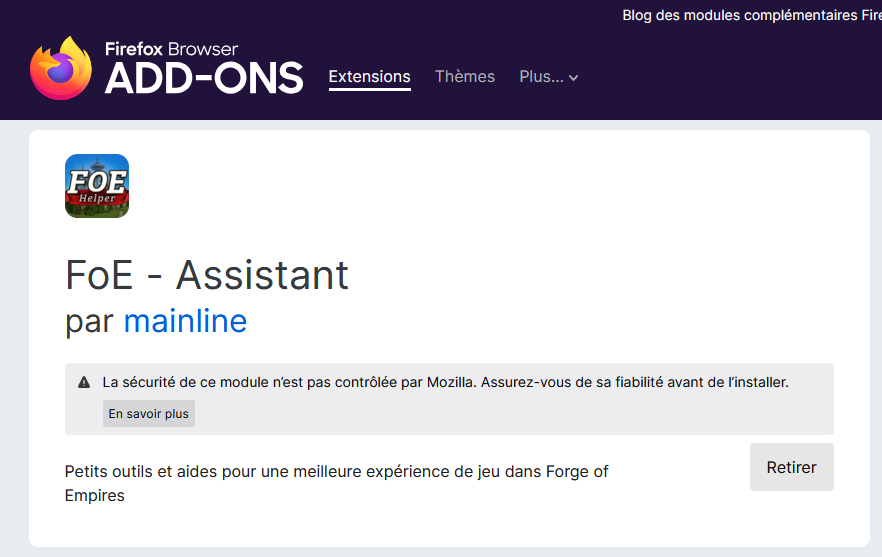 Blog des modules complémentaires Fire
Firefox Browser
ADD-ONS
Extensions Thèmes Plus...
FOE
Helper
FoE - Assistant
par mainline
La sécurité de ce module n’est pas contrôlée par Mozilla. Assurez-vous de sa fiabilité avant de l’installer.
En savoir plus
Petits outils et aides pour une meilleure expérience de jeu dans Forge of
Empires
Retirer